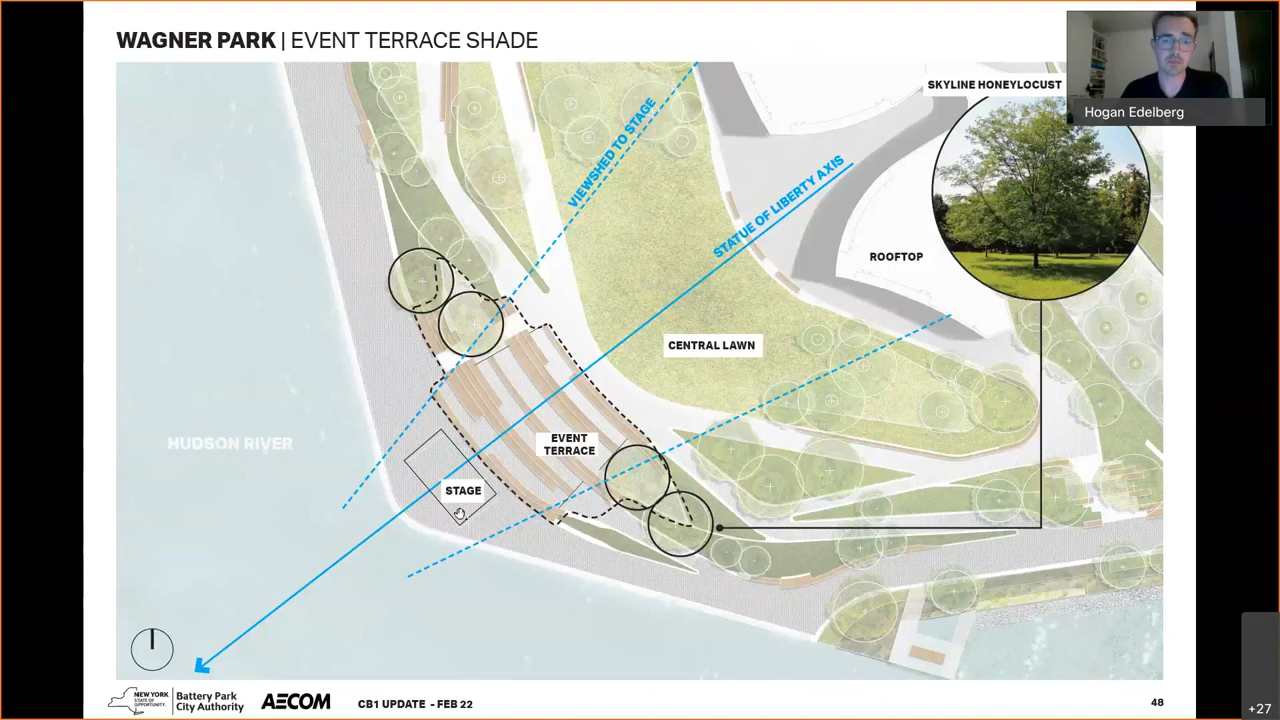 WAGNER PARK | EVENT TERRACE SHADE
Hogan Edelberg
SKYLINE HONEYLOCUST
VIEWSHED TO STAGE
STATUE OF LIBERTY AXIS
ROOFTOP
CENTRAL LAWN
HUDSON RIVER
EVENT
TERRACE
STAGE
NEW YORK
STATE OF
OPPORTUNITY.
Battery Park
City Authority
AECOM
CB1 UPDATE - FEB 22
48
+27